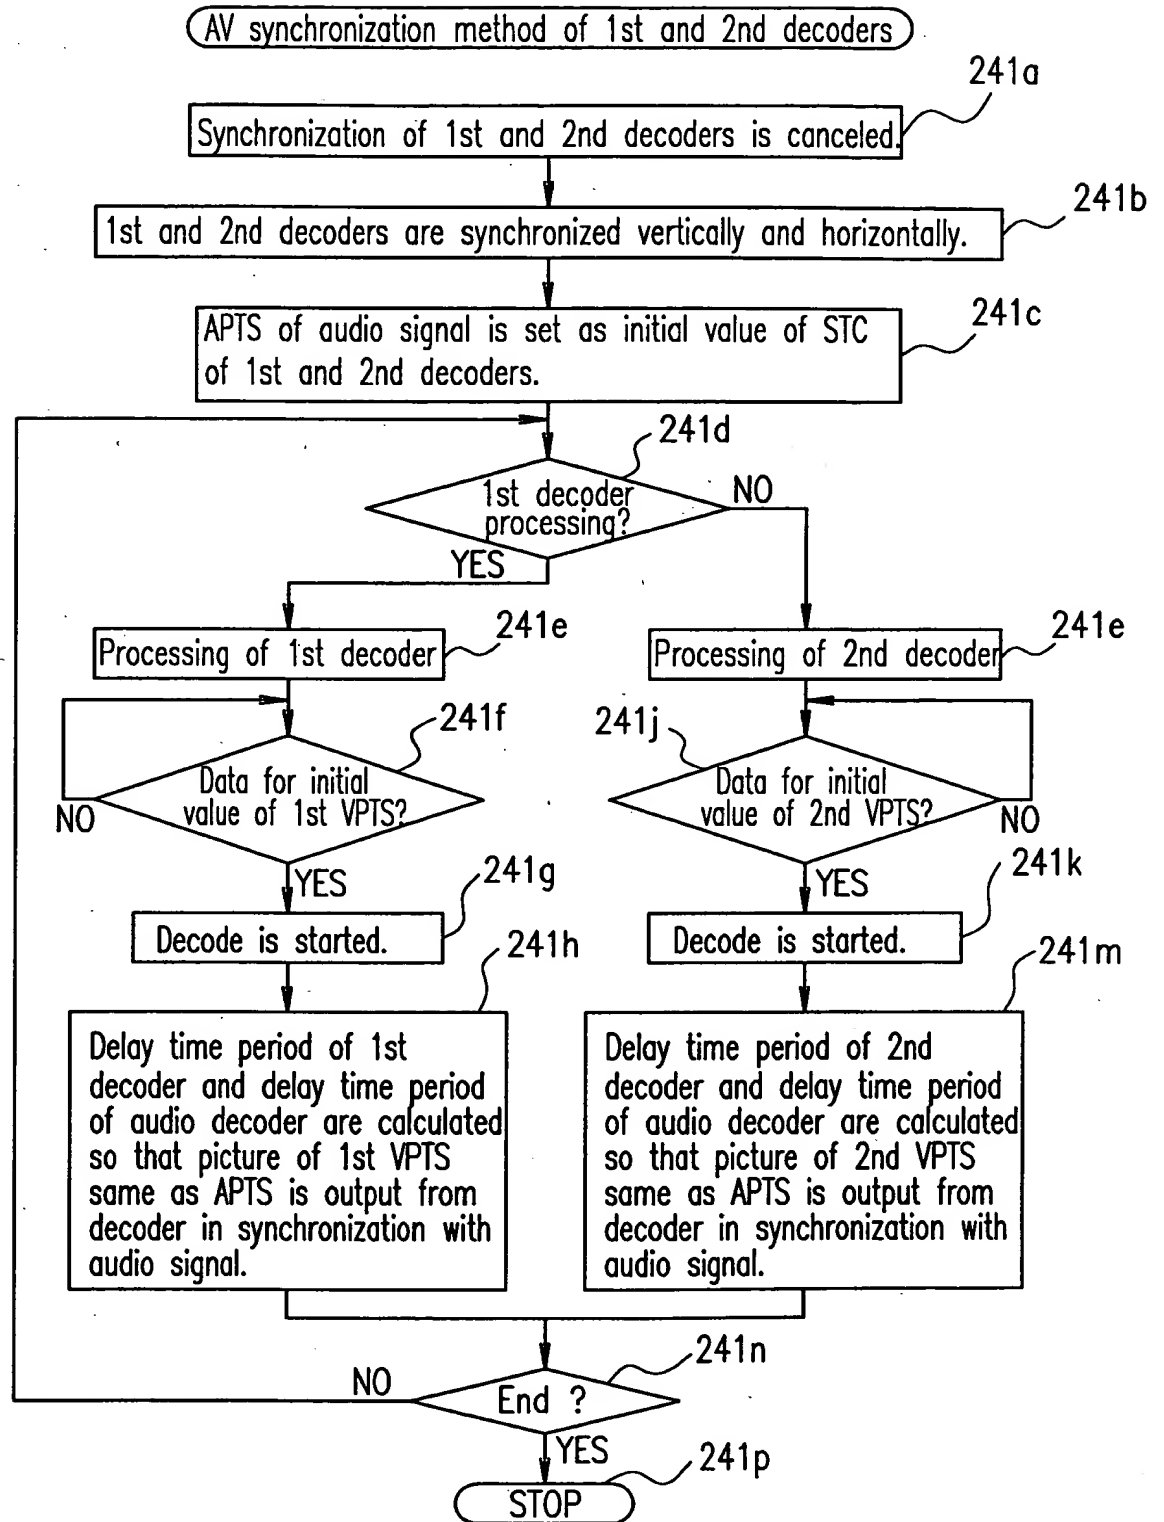 AV synchronization method of 1st and 2nd decoders
241a
Synchronization of 1st and 2nd decoders is canceled.
241b
1st and 2nd decoders are synchronized vertically and horizontally.
241c
APTS of audio signal is set as initial value of STC
of 1st and 2nd decoders.
241d
1st decoder
processing?
NO
YES
241e
Processing of 1st decoder
241e
Processing of 2nd decoder
241f
Data for initial
value of 1st VPTS?
NO
YES
241j
Data for initial
value of 2nd VPTS?
NO
YES
241g
Decode is started.
241k
Decode is started.
241h
Delay time period of 1st
decoder and delay time period
of audio decoder are calculated
so that picture of 1st VPTS
same as APTS is output from
decoder in synchronization with
audio signal.
241m
Delay time period of 2nd
decoder and delay time period
of audio decoder are calculated
so that picture of 2nd VPTS
same as APTS is output from
decoder in synchronization with
audio signal.
241n
NO
End ?
YES
241p
STOP